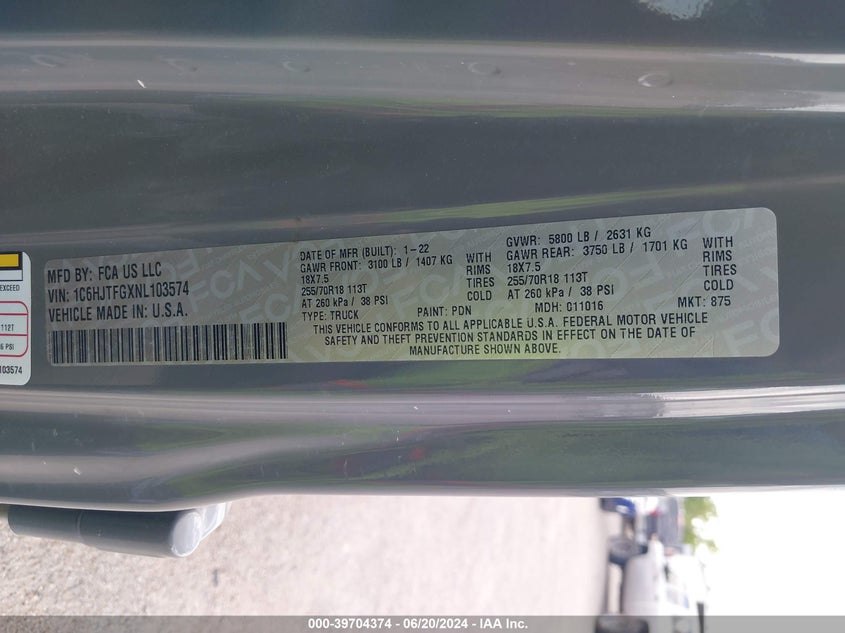 EXCEED
112T
6 PSI
103574
MFD BY: FCA US LLC
VIN: 1C6HJTFGXNL103574
VEHICLE MADE IN: U.S.A.
DATE OF MFR (BUILT): 1-22 GVWR: 5800 LB / 2631 KG
GAWR FRONT: 3100 LB / 1407 KG WITH GAWR REAR: 3750 LB / 1701 KG WITH
18X7.5 RIMS 18X7.5 RIMS
255/70R18 113T TIRES 255/70R18 113T TIRES
AT 260 kPa / 38 PSI COLD AT 260 kPa / 38 PSI COLD
TYPE: TRUCK PAINT: PDN MDH: 011016 MKT: 875
THIS VEHICLE CONFORMS TO ALL APPLICABLE U.S.A. FEDERAL MOTOR VEHICLE
SAFETY AND THEFT PREVENTION STANDARDS IN EFFECT ON THE DATE OF
MANUFACTURE SHOWN ABOVE.
000-39704374 - 06/20/2024 - IAA Inc.